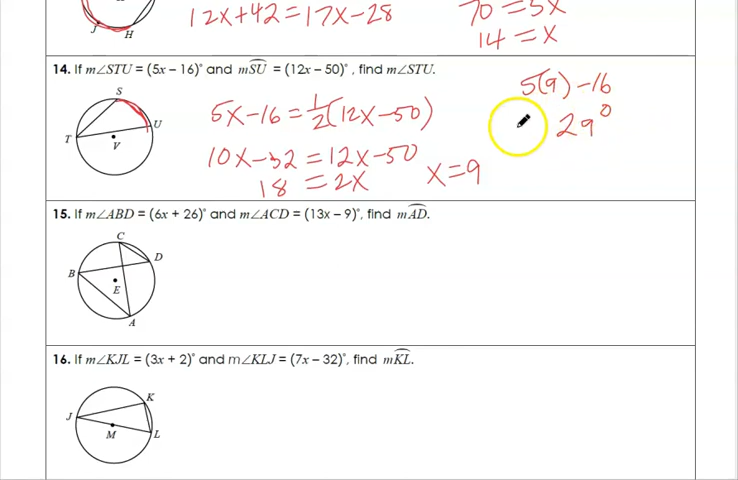 J
H
12x+42=17x-28
70=5x
14=x
14. If m∠STU = (5x – 16)° and mSU = (12x – 50)°, find m∠STU.
S
T
U
V
5x-16=1/2(12x-50)
10x-32=12x-50
18=2x
x=9
5(9)-16
29°
15. If m∠ABD = (6x + 26)° and m∠ACD = (13x – 9)°, find mAD.
C
D
B
E
A
16. If m∠KJL = (3x + 2)° and m∠KLJ = (7x – 32)°, find mKL.
K
J
M
L